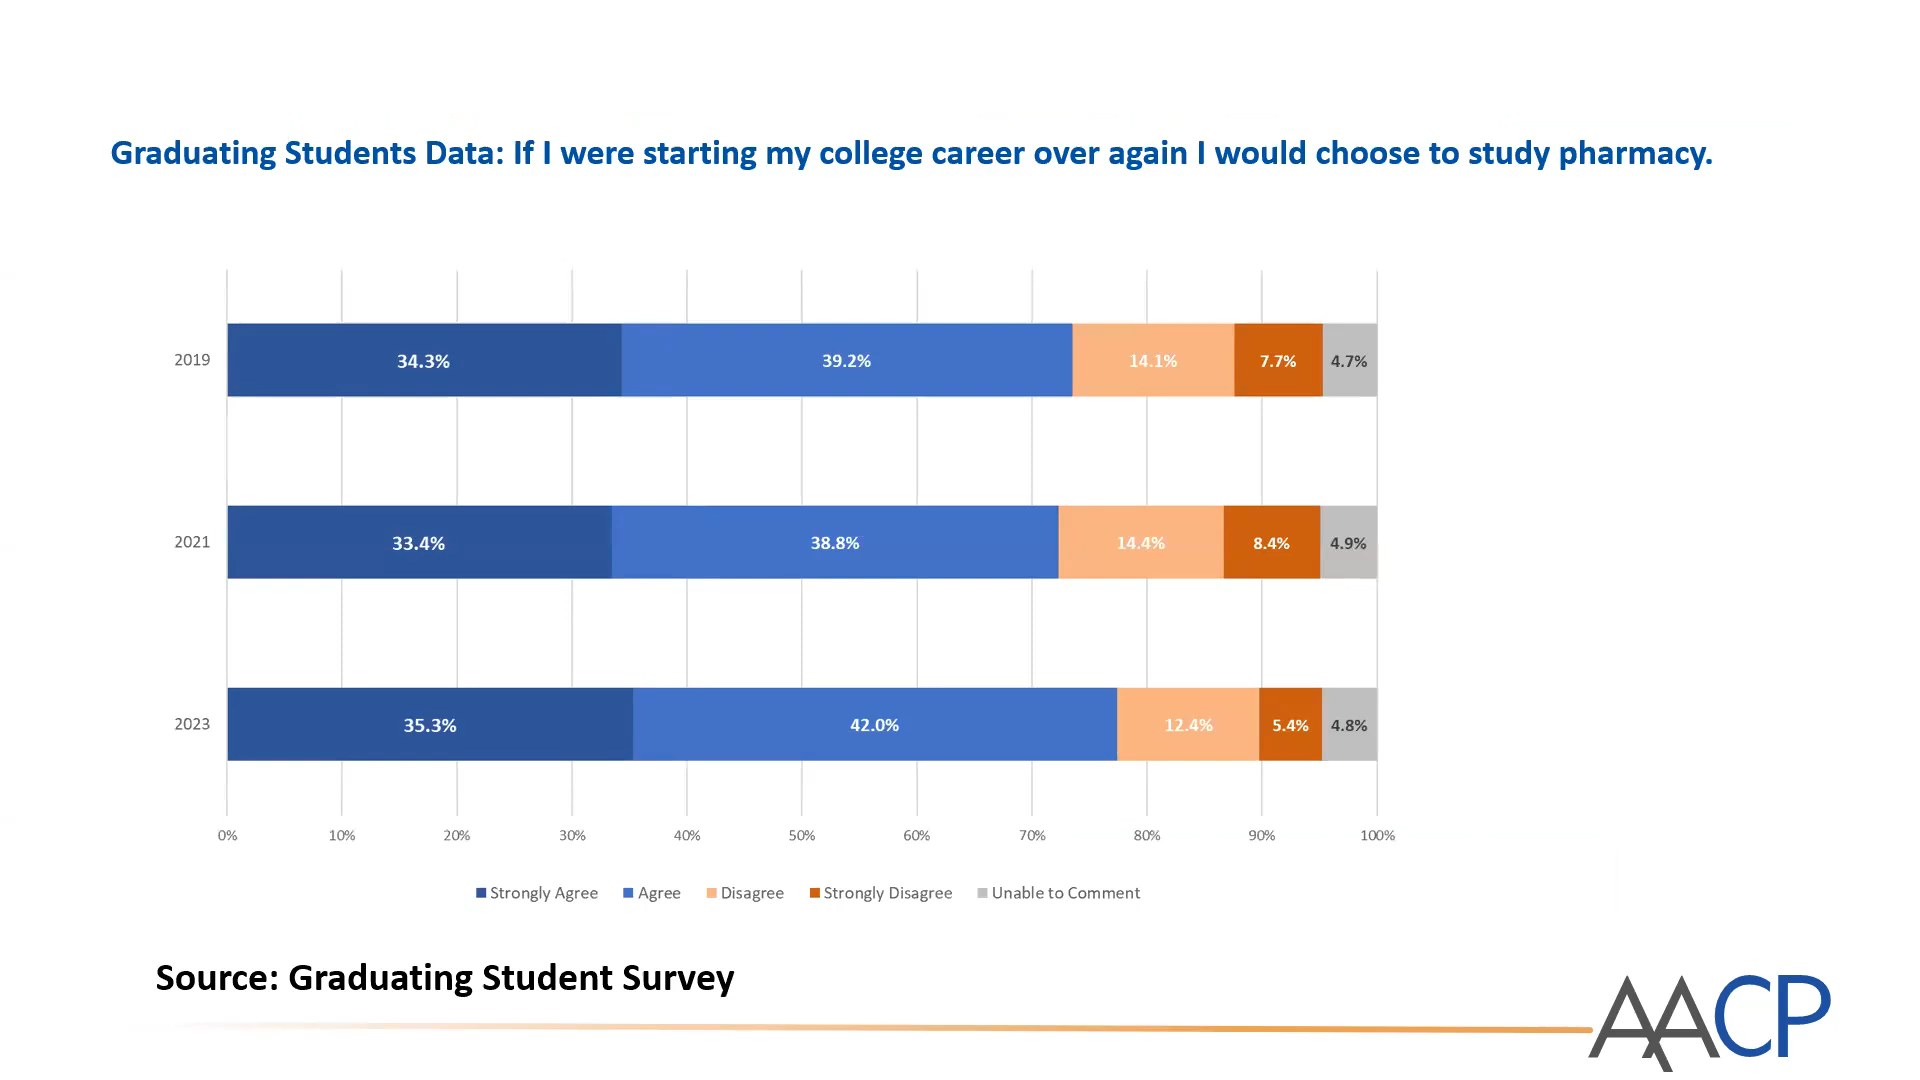 Graduating Students Data: If I were starting my college career over again I would choose to study pharmacy.
2019 34.3% 39.2% 14.1% 7.7% 4.7%
2021 33.4% 38.8% 14.4% 8.4% 4.9%
2023 35.3% 42.0% 12.4% 5.4% 4.8%
0% 10% 20% 30% 40% 50% 60% 70% 80% 90% 100%
Strongly Agree Agree Disagree Strongly Disagree Unable to Comment
Source: Graduating Student Survey
AACP